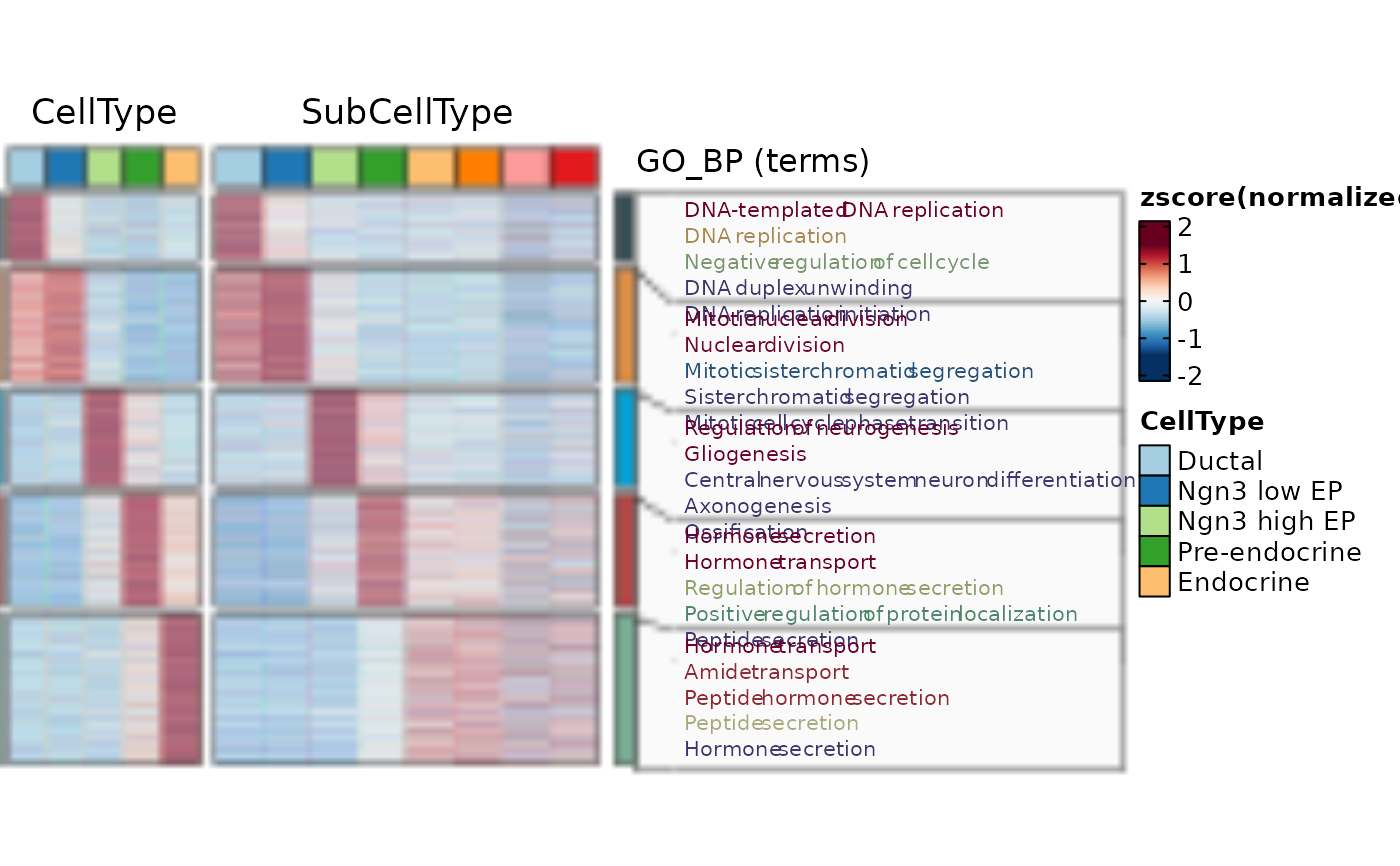 CellType
SubCellType
GO_BP (terms)
DNA-templated DNA replication
DNA replication
Negative regulation of cell cycle
DNA duplex unwinding
DNA replication initiation
Mitotic nuclear division
Nuclear division
Mitotic sister chromatid segregation
Sister chromatid segregation
Mitotic cell cycle phase transition
Regulation of neurogenesis
Gliogenesis
Central nervous system neuron differentiation
Axonogenesis
Ossification
Hormone secretion
Hormone transport
Regulation of hormone secretion
Positive regulation of protein localization
Peptide secretion
Hormone transport
Amide transport
Peptide hormone secretion
Peptide secretion
Hormone secretion
zscore(normalize
2
1
0
-1
-2
CellType
Ductal
Ngn3 low EP
Ngn3 high EP
Pre-endocrine
Endocrine